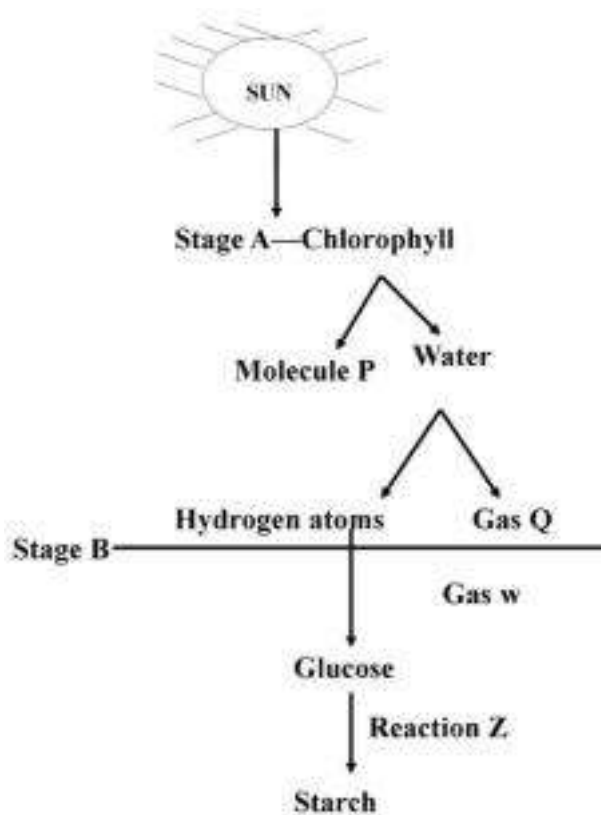 SUN
Stage A—Chlorophyll
Molecule P
Water
Hydrogen atoms
Gas Q
Stage B
Gas w
Glucose
Reaction Z
Starch